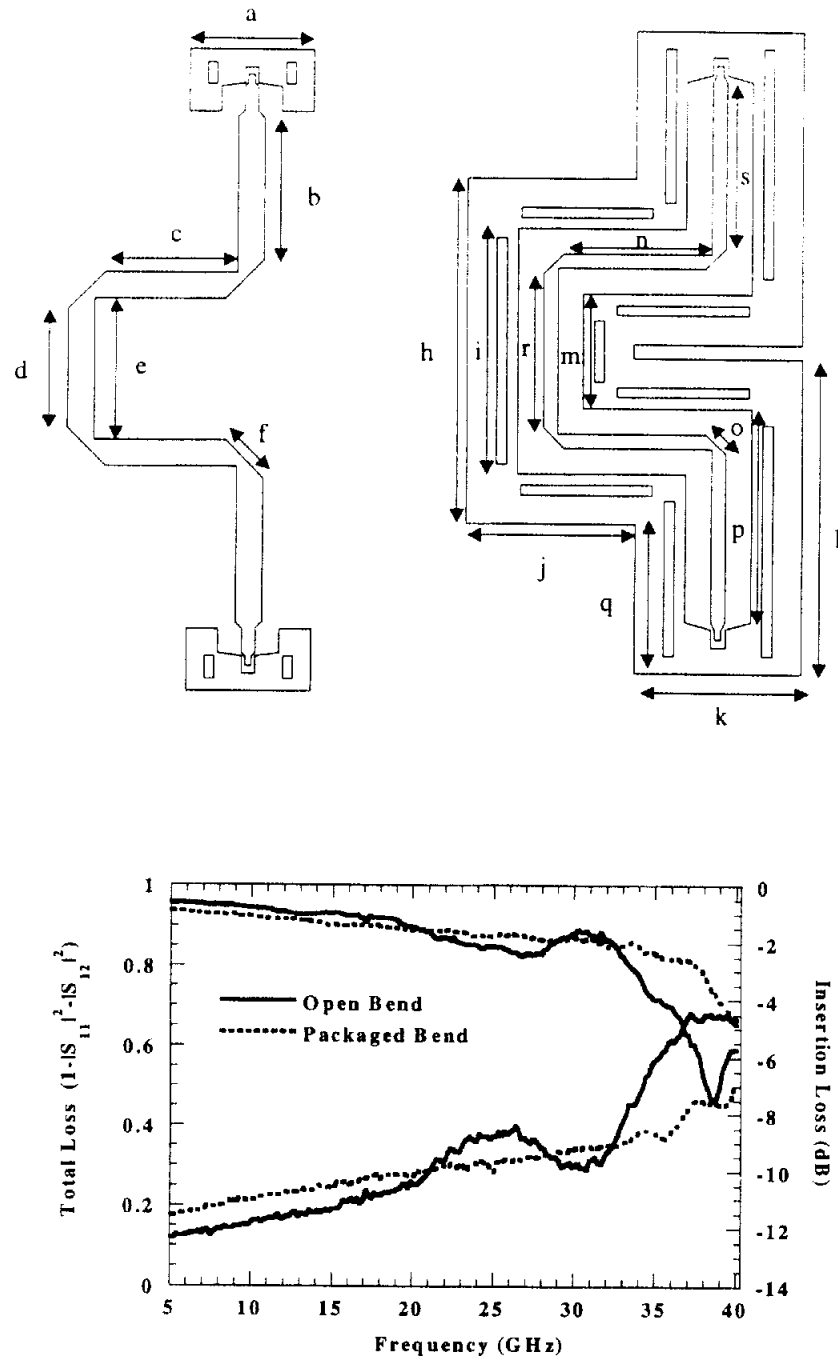 a
b
c
d
e
f
s
n
h
i
r
m
o
p
l
j
q
k
Total Loss (1-|S11|²-|S12|²)
1
0.8
0.6
0.4
0.2
0
Open Bend
Packaged Bend
0
-2
-4
-6
-8
-10
-12
-14
Insertion Loss (dB)
5 10 15 20 25 30 35 40
Frequency (GHz)